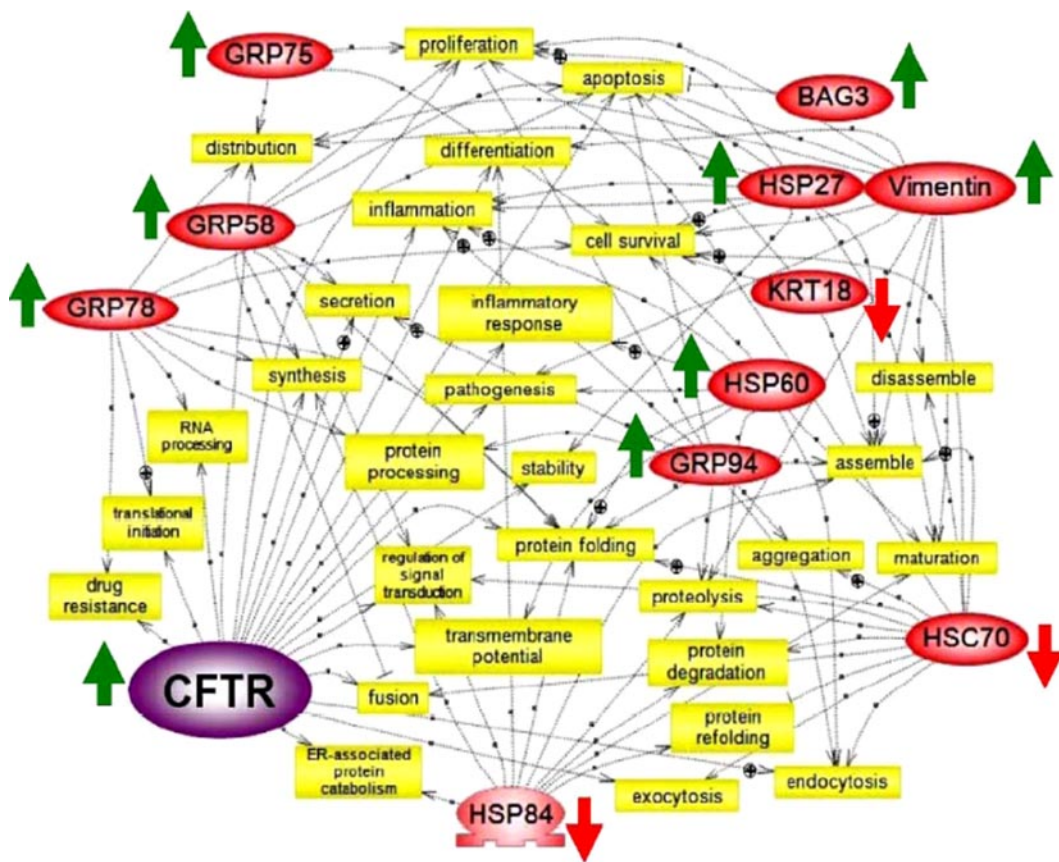 GRP75
proliferation
apoptosis
BAG3
distribution
differentiation
HSP27
Vimentin
inflammation
GRP58
cell survival
KRT18
GRP78
secretion
inflammatory
response
synthesis
pathogenesis
HSP60
disassemble
RNA
processing
protein
processing
stability
GRP94
assemble
translational
initiation
protein folding
aggregation
maturation
regulation of
signal
transduction
drug
resistance
proteolysis
transmembrane
potential
protein
degradation
HSC70
CFTR
fusion
protein
refolding
ER-associated
protein
catabolism
endocytosis
exocytosis
HSP84